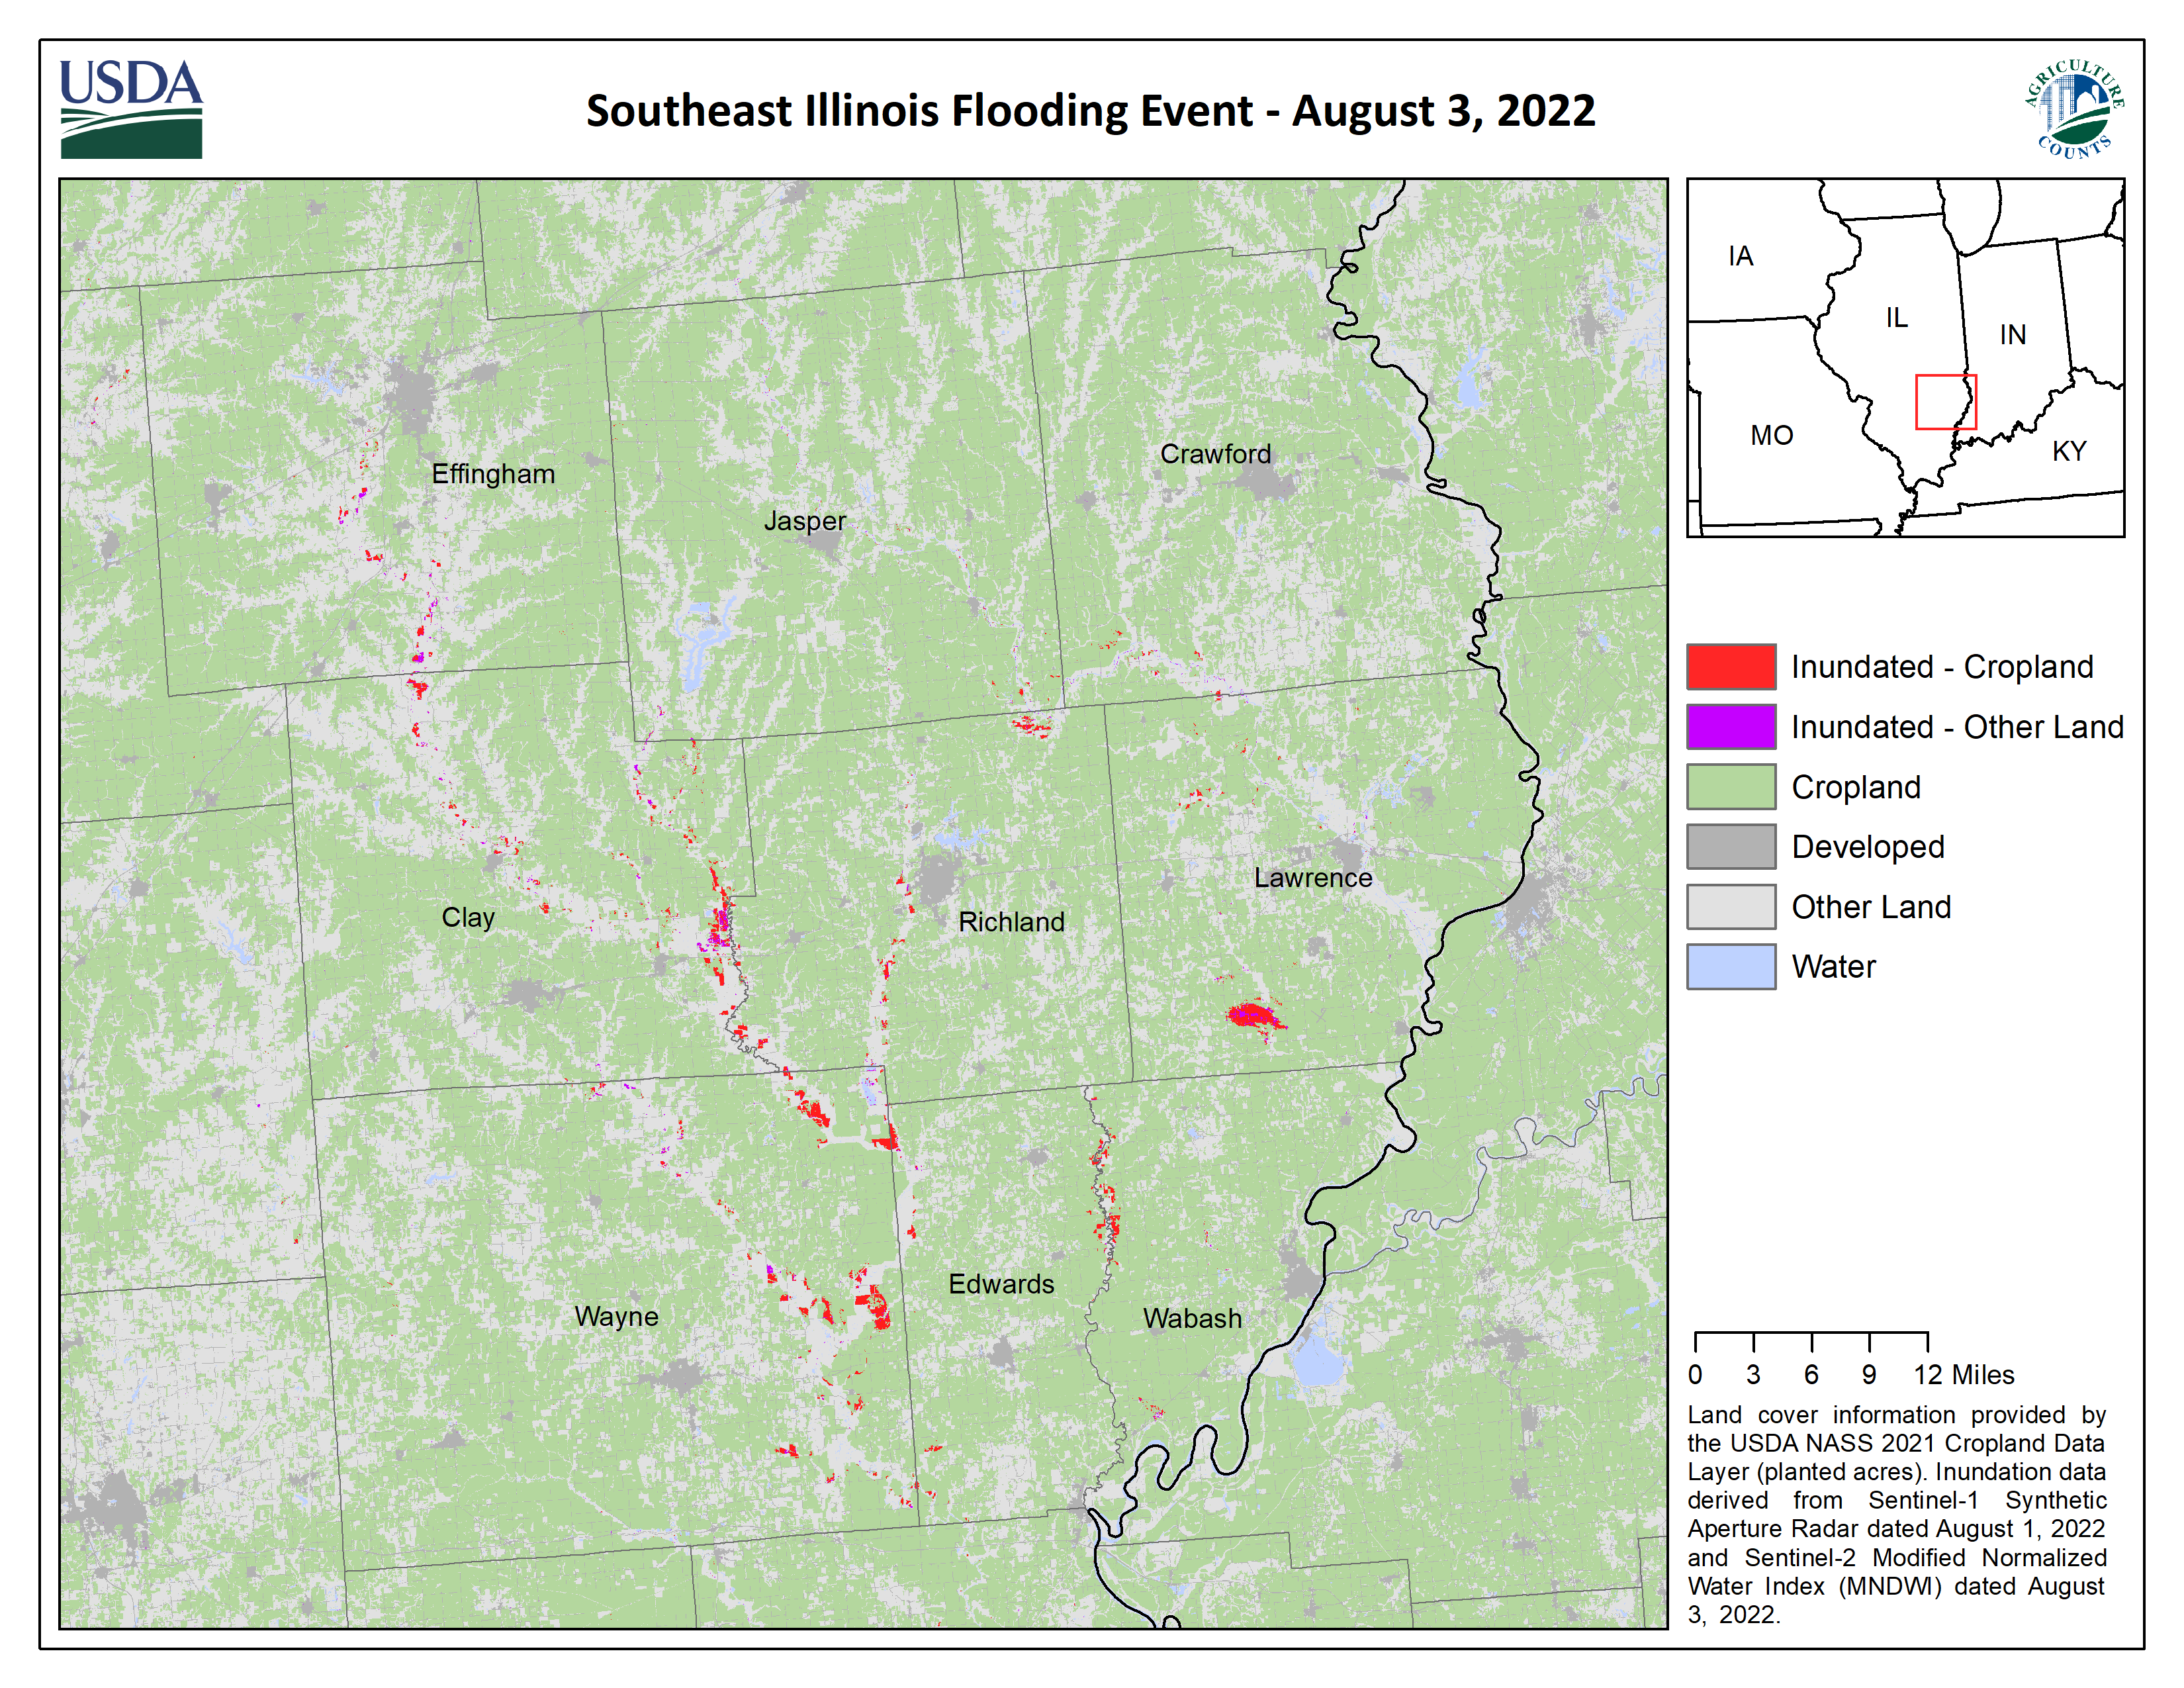 USDA
Southeast Illinois Flooding Event - August 3, 2022
AGRICULTURE
COUNTS
Effingham
Jasper
Crawford
Clay
Richland
Lawrence
Wayne
Edwards
Wabash
IA
IL
IN
MO
KY
Inundated - Cropland
Inundated - Other Land
Cropland
Developed
Other Land
Water
0 3 6 9 12 Miles
Land cover information provided by
the USDA NASS 2021 Cropland Data
Layer (planted acres). Inundation data
derived from Sentinel-1 Synthetic
Aperture Radar dated August 1, 2022
and Sentinel-2 Modified Normalized
Water Index (MNDWI) dated August
3, 2022.